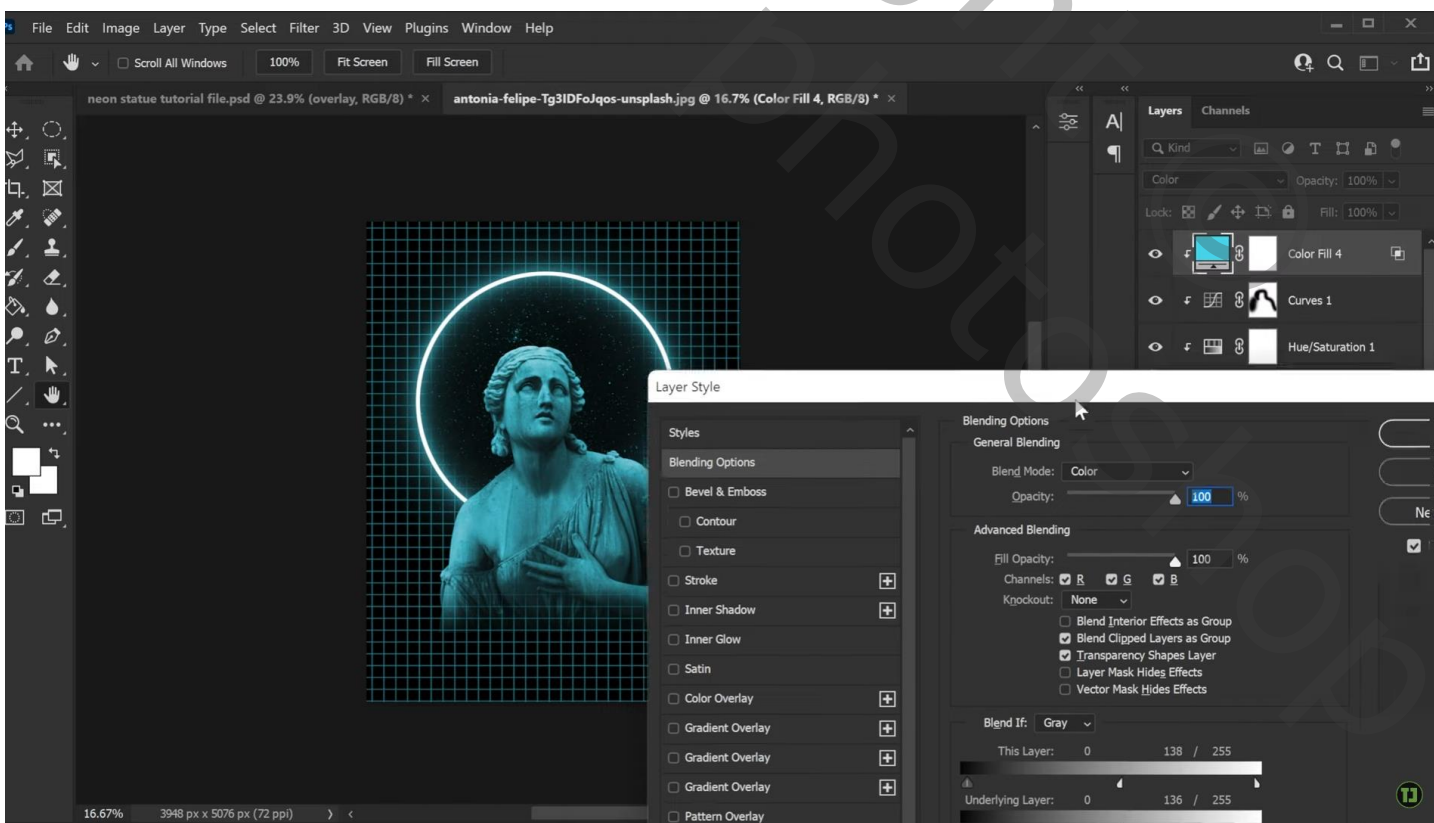 Ps File Edit Image Layer Type Select Filter 3D View Plugins Window Help
Scroll All Windows 100% Fit Screen Fill Screen
neon statue tutorial file.psd @ 23.9% (overlay, RGB/8) * × antonia-felipe-Tg3IDFoJqos-unsplash.jpg @ 16.7% (Color Fill 4, RGB/8) * ×
Layers Channels
Kind
Color Opacity: 100%
Lock: Fill: 100%
Color Fill 4
Curves 1
Hue/Saturation 1
Layer Style
Styles
Blending Options
Bevel & Emboss
Contour
Texture
Stroke
Inner Shadow
Inner Glow
Satin
Color Overlay
Gradient Overlay
Gradient Overlay
Gradient Overlay
Pattern Overlay
Blending Options
General Blending
Blend Mode: Color
Opacity: 100 %
Advanced Blending
Fill Opacity: 100 %
Channels: R G B
Knockout: None
Blend Interior Effects as Group
Blend Clipped Layers as Group
Transparency Shapes Layer
Layer Mask Hides Effects
Vector Mask Hides Effects
Blend If: Gray
This Layer: 0 138 / 255
Underlying Layer: 0 136 / 255
Ne
16.67% 3948 px x 5076 px (72 ppi)
TJ
photoshop